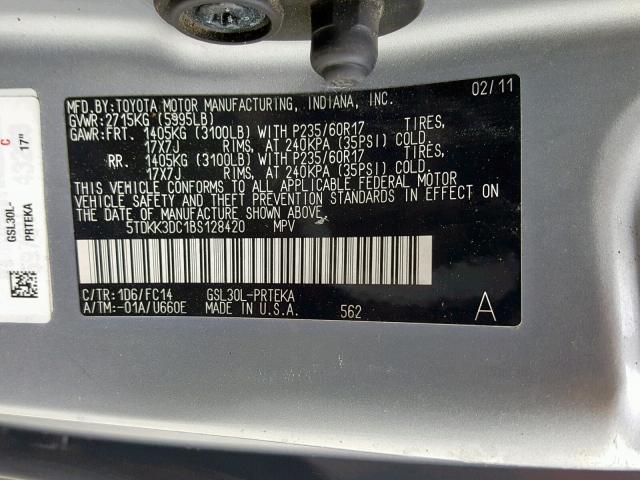 02/11
MFD.BY:TOYOTA MOTOR MANUFACTURING, INDIANA, INC.
GVWR:2715KG (5995LB)
GAWR:FRT. 1405KG (3100LB) WITH P235/60R17 TIRES,
17X7J RIMS, AT 240KPA (35PSI) COLD
RR. 1405KG (3100LB) WITH P235/60R17 TIRES,
17X7J RIMS, AT 240KPA (35PSI) COLD
THIS VEHICLE CONFORMS TO ALL APPLICABLE FEDERAL MOTOR
VEHICLE SAFETY AND THEFT PREVENTION STANDARDS IN EFFECT
ON THE DATE OF MANUFACTURE SHOWN ABOVE.
5TDKK3DC1BS128420 MPV
C/TR:1D6/FC14 GSL30L-PRTEKA
A/TM:-01A/U660E MADE IN U.S.A. 562 A
GSL30L-
PRTEKA
C
17"